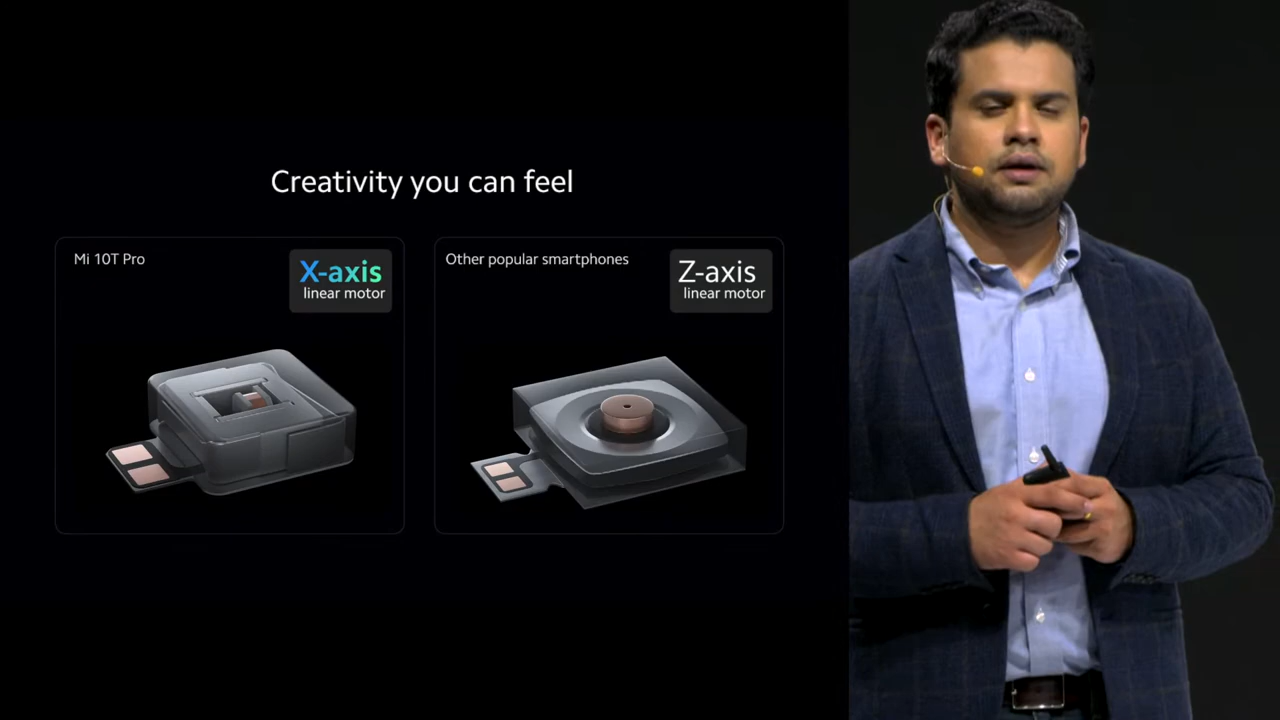 Creativity you can feel
Mi 10T Pro
X-axis
linear motor
Other popular smartphones
Z-axis
linear motor